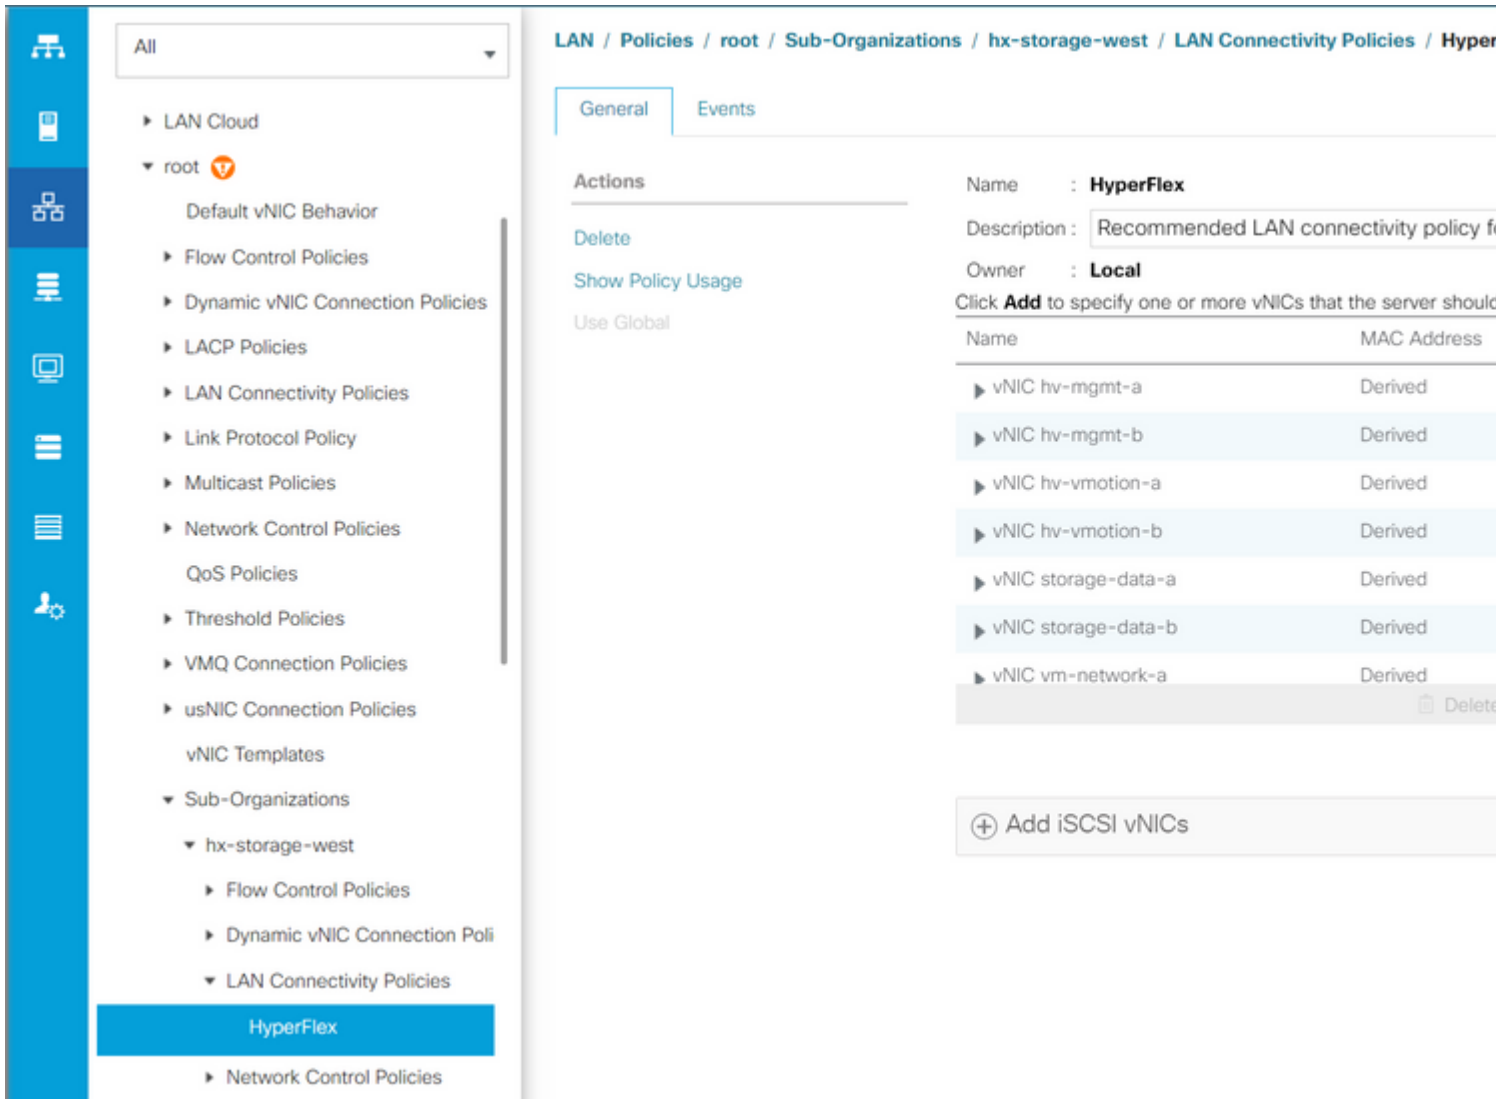 All
LAN Cloud
root
Default vNIC Behavior
Flow Control Policies
Dynamic vNIC Connection Policies
LACP Policies
LAN Connectivity Policies
Link Protocol Policy
Multicast Policies
Network Control Policies
QoS Policies
Threshold Policies
VMQ Connection Policies
usNIC Connection Policies
vNIC Templates
Sub-Organizations
hx-storage-west
Flow Control Policies
Dynamic vNIC Connection Poli
LAN Connectivity Policies
HyperFlex
Network Control Policies
LAN / Policies / root / Sub-Organizations / hx-storage-west / LAN Connectivity Policies / Hyper
General Events
Actions
Delete
Show Policy Usage
Use Global
Name : HyperFlex
Description : Recommended LAN connectivity policy fo
Owner : Local
Click Add to specify one or more vNICs that the server should
Name MAC Address
vNIC hv-mgmt-a Derived
vNIC hv-mgmt-b Derived
vNIC hv-vmotion-a Derived
vNIC hv-vmotion-b Derived
vNIC storage-data-a Derived
vNIC storage-data-b Derived
vNIC vm-network-a Derived
Delete
Add iSCSI vNICs